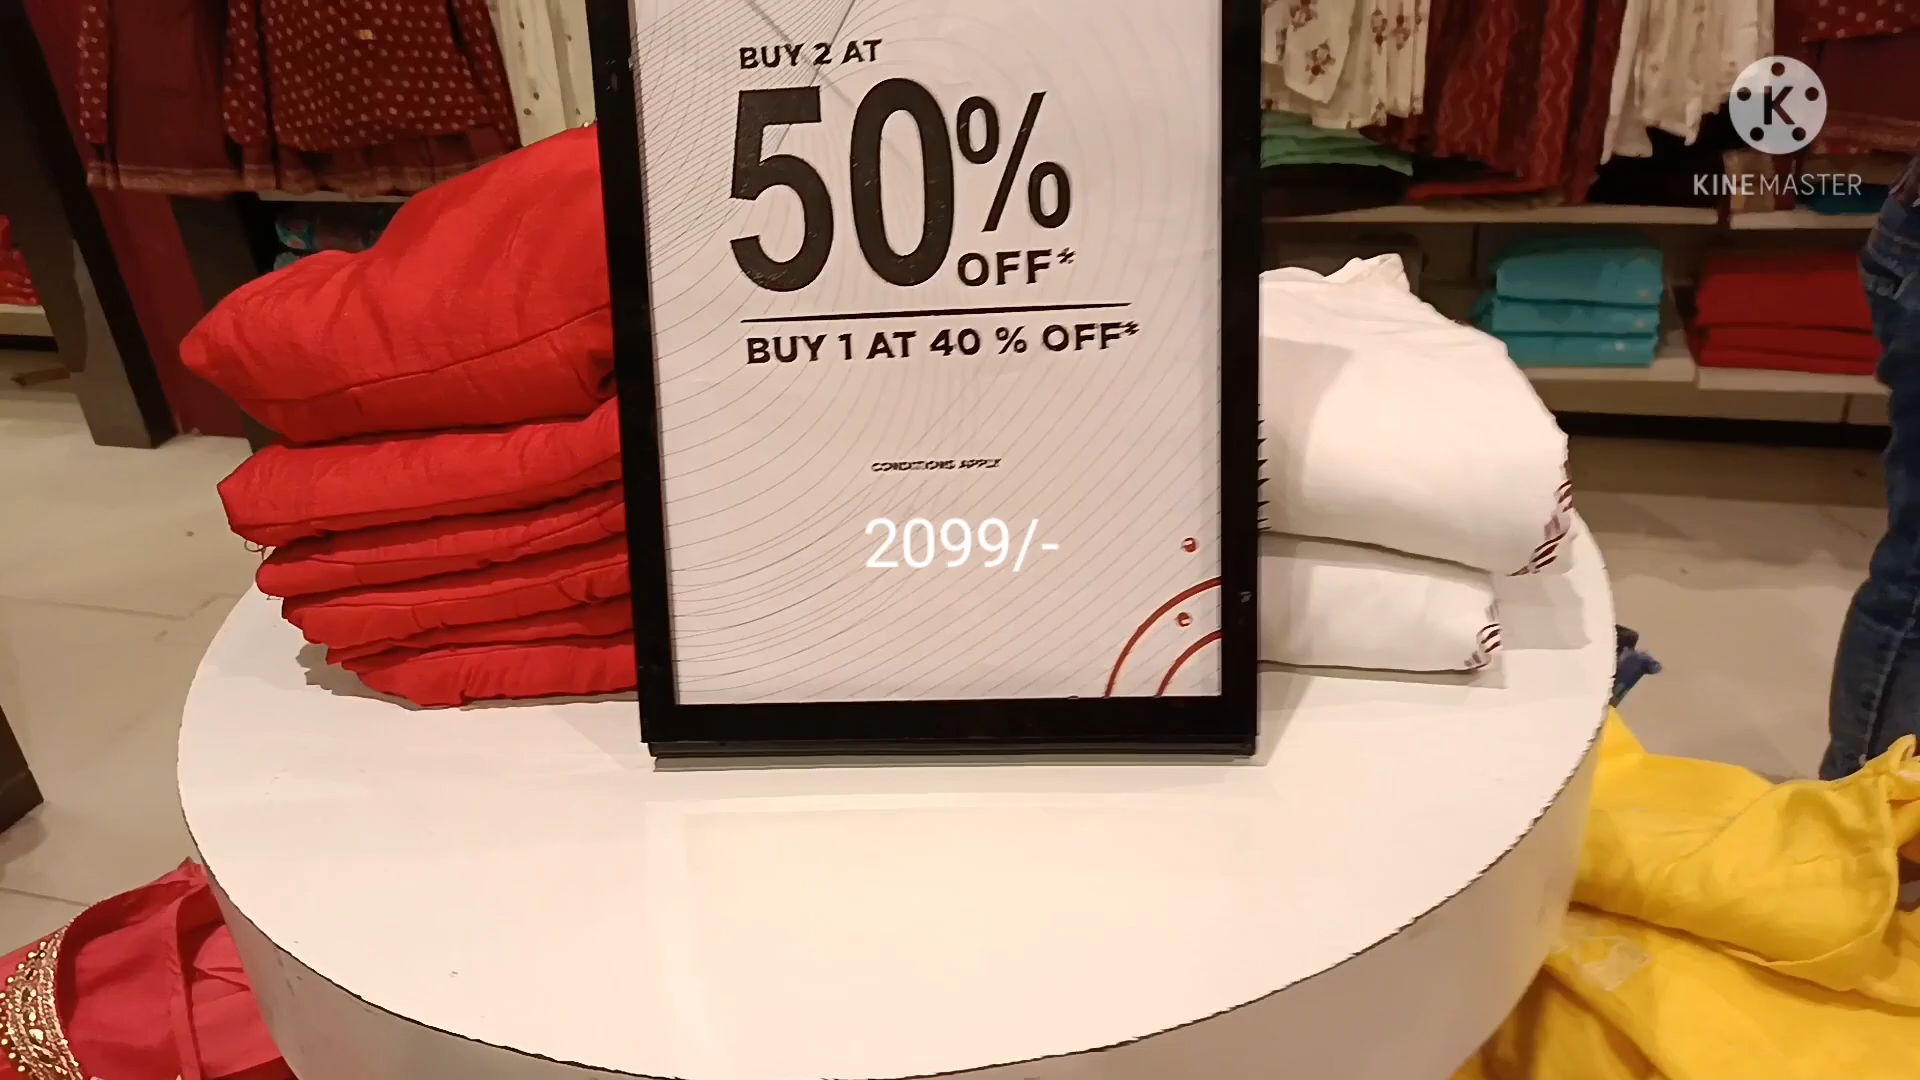 BUY 2 AT
50%
OFF*
BUY 1 AT 40 % OFF*
CONDITIONS APPLY
2099/-
K
KINEMASTER